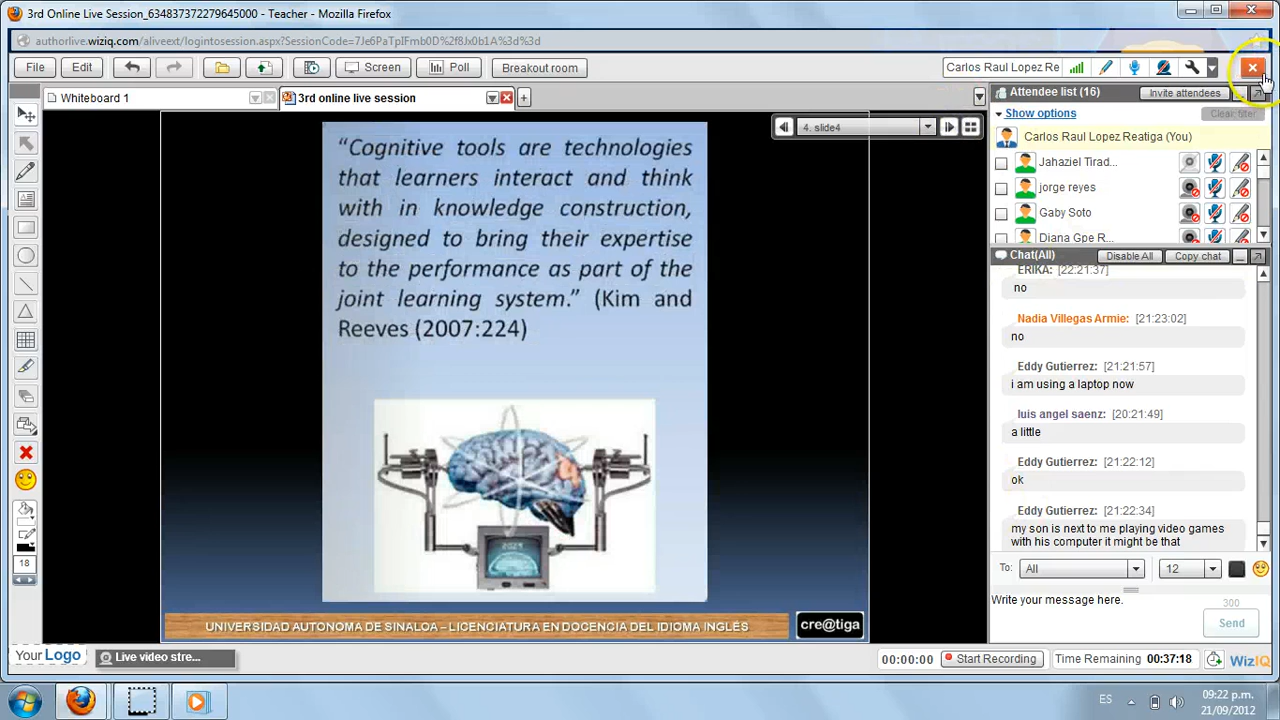 3rd Online Live Session_634837372279645000 - Teacher - Mozilla Firefox
authorlive.wiziq.com/aliveext/logintosession.aspx?SessionCode=7Je6PaTpIFmb0D%2f8Jx0b1A%3d%3d
File Edit Screen Poll Breakout room Carlos Raul Lopez Re
Whiteboard 1 3rd online live session
4. slide4
"Cognitive tools are technologies
that learners interact and think
with in knowledge construction,
designed to bring their expertise
to the performance as part of the
joint learning system." (Kim and
Reeves (2007:224)
UNIVERSIDAD AUTONOMA DE SINALOA – LICENCIATURA EN DOCENCIA DEL IDIOMA INGLÉS
cre@tiga
18
Your Logo
Live video stre...
Attendee list (16) Invite attendees
Show options Clear filter
Carlos Raul Lopez Reatiga (You)
Jahaziel Tirad...
jorge reyes
Gaby Soto
Diana Gpe R...
Chat(All) Disable All Copy chat
ERIKA: [22:21:37]
no
Nadia Villegas Armie: [21:23:02]
no
Eddy Gutierrez: [21:21:57]
i am using a laptop now
luis angel saenz: [20:21:49]
a little
Eddy Gutierrez: [21:22:12]
ok
Eddy Gutierrez: [21:22:34]
my son is next to me playing video games
with his computer it might be that
To: All 12
Write your message here.
300
Send
00:00:00 Start Recording Time Remaining 00:37:18 WizIQ
ES
09:22 p.m.
21/09/2012